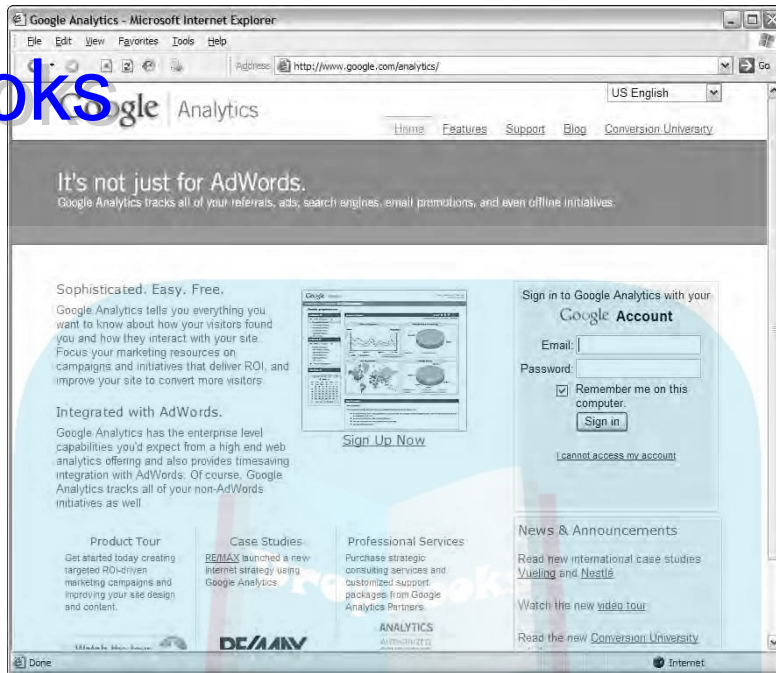 Google Analytics - Microsoft Internet Explorer
File Edit View Favorites Tools Help
Address http://www.google.com/analytics/ Go
oks
Google Analytics
US English
Home Features Support Blog Conversion University
It's not just for AdWords.
Google Analytics tracks all of your referrals, ads, search engines, email promotions, and even offline initiatives.
Sophisticated. Easy. Free.
Google Analytics tells you everything you
want to know about how your visitors found
you and how they interact with your site.
Focus your marketing resources on
campaigns and initiatives that deliver ROI, and
improve your site to convert more visitors.
Integrated with AdWords.
Google Analytics has the enterprise level
capabilities you'd expect from a high end web
analytics offering and also provides timesaving
integration with AdWords. Of course, Google
Analytics tracks all of your non-AdWords
initiatives as well.
Sign Up Now
Sign in to Google Analytics with your
Google Account
Email:
Password:
Remember me on this
computer.
Sign in
I cannot access my account
Product Tour
Get started today creating
targeted ROI-driven
marketing campaigns and
improving your site design
and content.
Watch the tour
Case Studies
RE/MAX launched a new
internet strategy using
Google Analytics
RE/MAX
Professional Services
Purchase strategic
consulting services and
customized support
packages from Google
Analytics Partners.
ANALYTICS
AUTHORIZED
News & Announcements
Read new international case studies
Vueling and Nestlé
Watch the new video tour
Read the new Conversion University
Done Internet